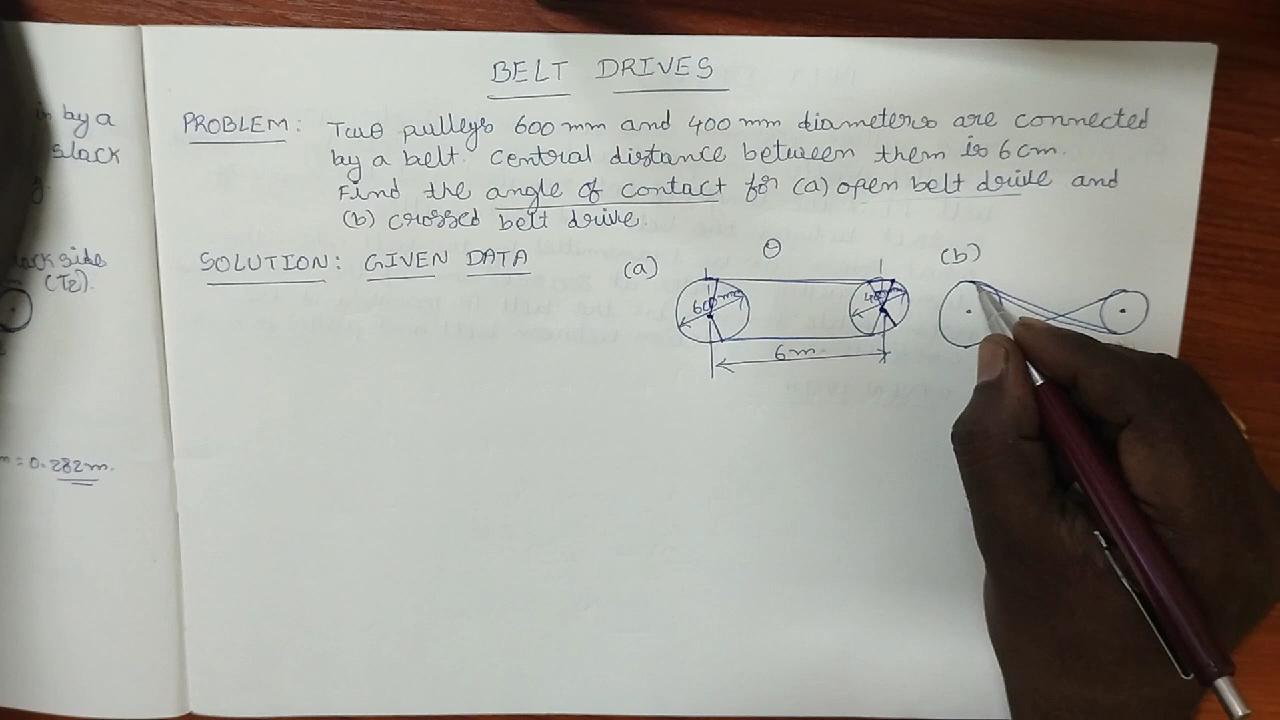 BELT DRIVES
PROBLEM: Two pulleys 600 mm and 400 mm diameters are connected
by a belt. Central distance between them is 6 cm.
Find the angle of contact for (a) open belt drive and
(b) crossed belt drive.
SOLUTION: GIVEN DATA
(a)
θ
(b)
600 mm
6m
by a
slack
slack side
(T2).
= 0.282m.